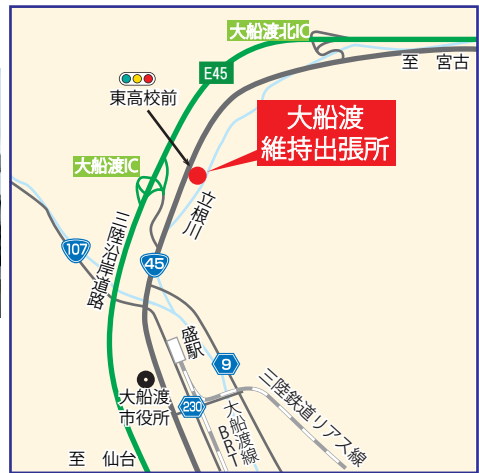 大船渡北IC
至 宮古
E45
東高校前
大船渡
維持出張所
大船渡IC
立根川
107
三陸沿岸道路
45
盛駅
9
大船渡
市役所
230
大船渡線
BRT
三陸鉄道リアス線
至 仙台